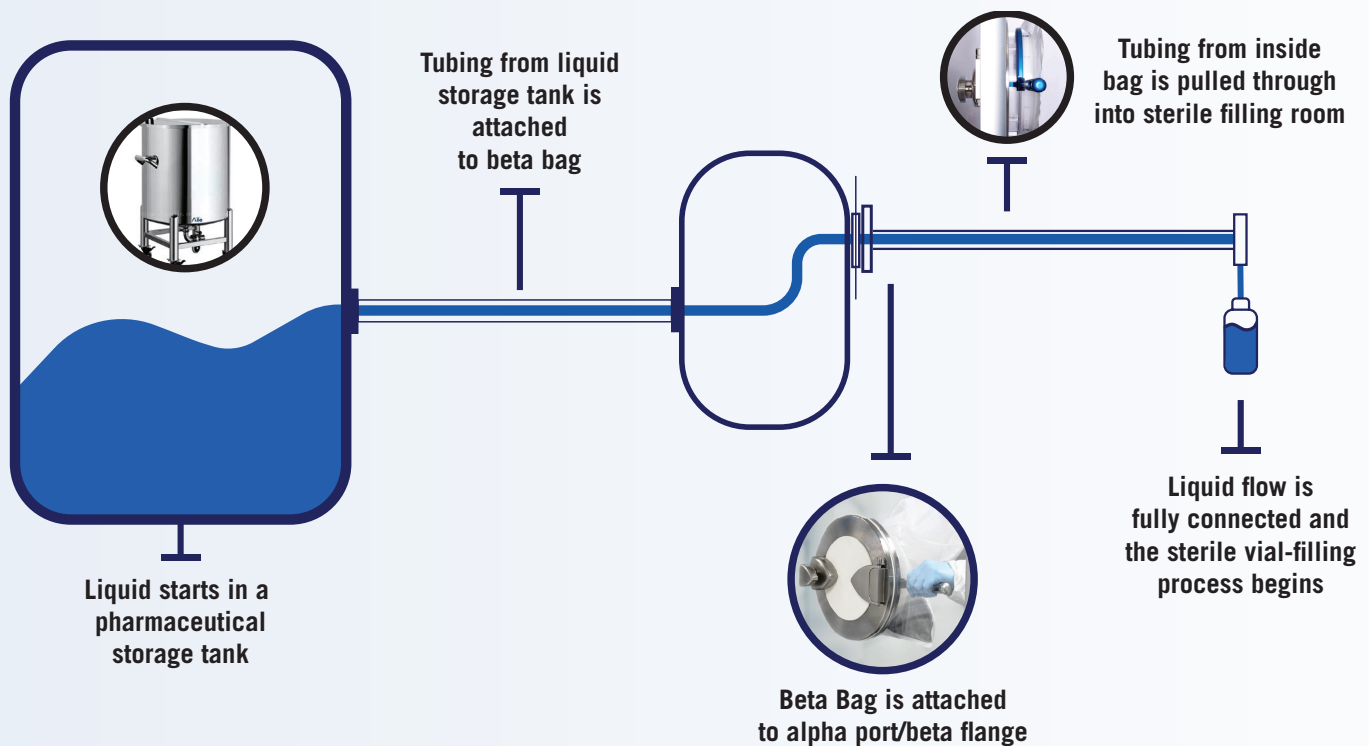 Tubing from liquid
storage tank is
attached
to beta bag
Tubing from inside
bag is pulled through
into sterile filling room
Liquid starts in a
pharmaceutical
storage tank
Beta Bag is attached
to alpha port/beta flange
Liquid flow is
fully connected and
the sterile vial-filling
process begins